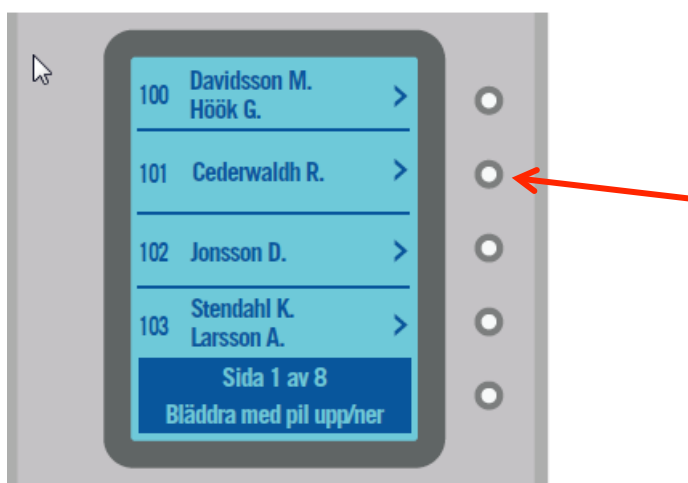 100 Davidsson M.
Höök G. >
101 Cederwaldh R. >
102 Jonsson D. >
103 Stendahl K.
Larsson A. >
Sida 1 av 8
Bläddra med pil upp/ner